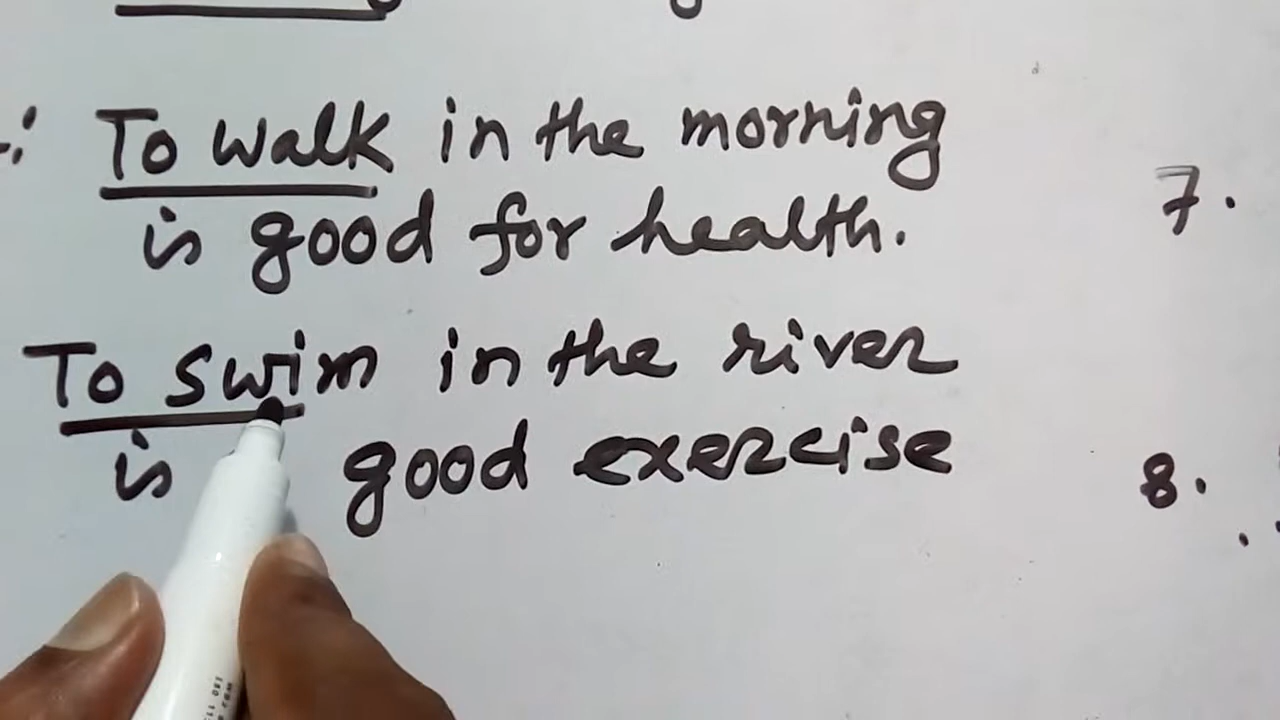 To walk in the morning
is good for health.
To swim in the river
is good exercise
7.
8.